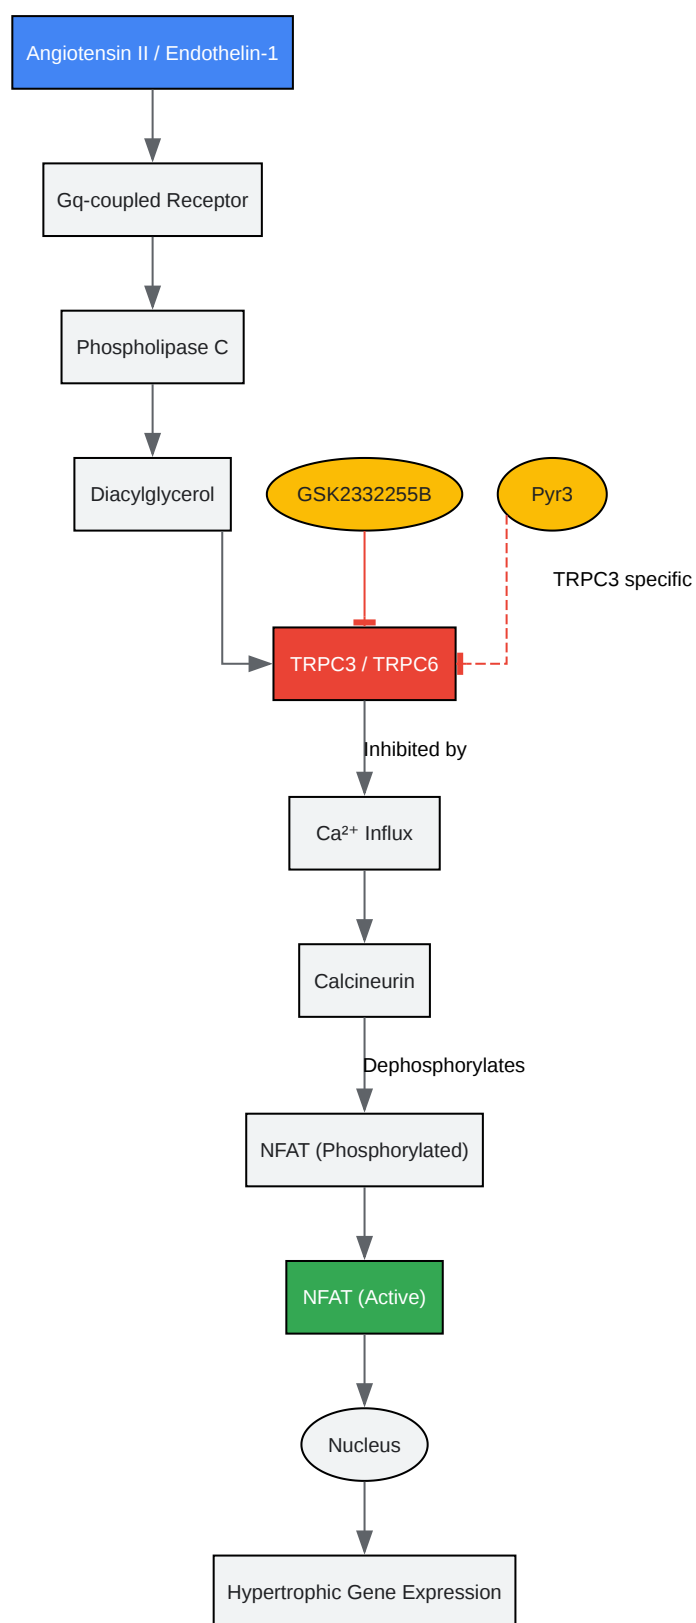 Angiotensin II / Endothelin-1
Gq-coupled Receptor
Phospholipase C
Diacylglycerol
GSK2332255B
Pyr3
TRPC3 specific
TRPC3 / TRPC6
Inhibited by
Ca²⁺ Influx
Calcineurin
Dephosphorylates
NFAT (Phosphorylated)
NFAT (Active)
Nucleus
Hypertrophic Gene Expression